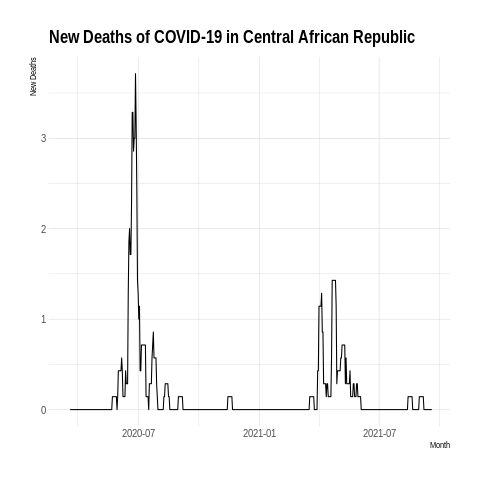 New Deaths of COVID-19 in Central African Republic
New Deaths
3
2
1
0
2020-07
2021-01
2021-07
Month